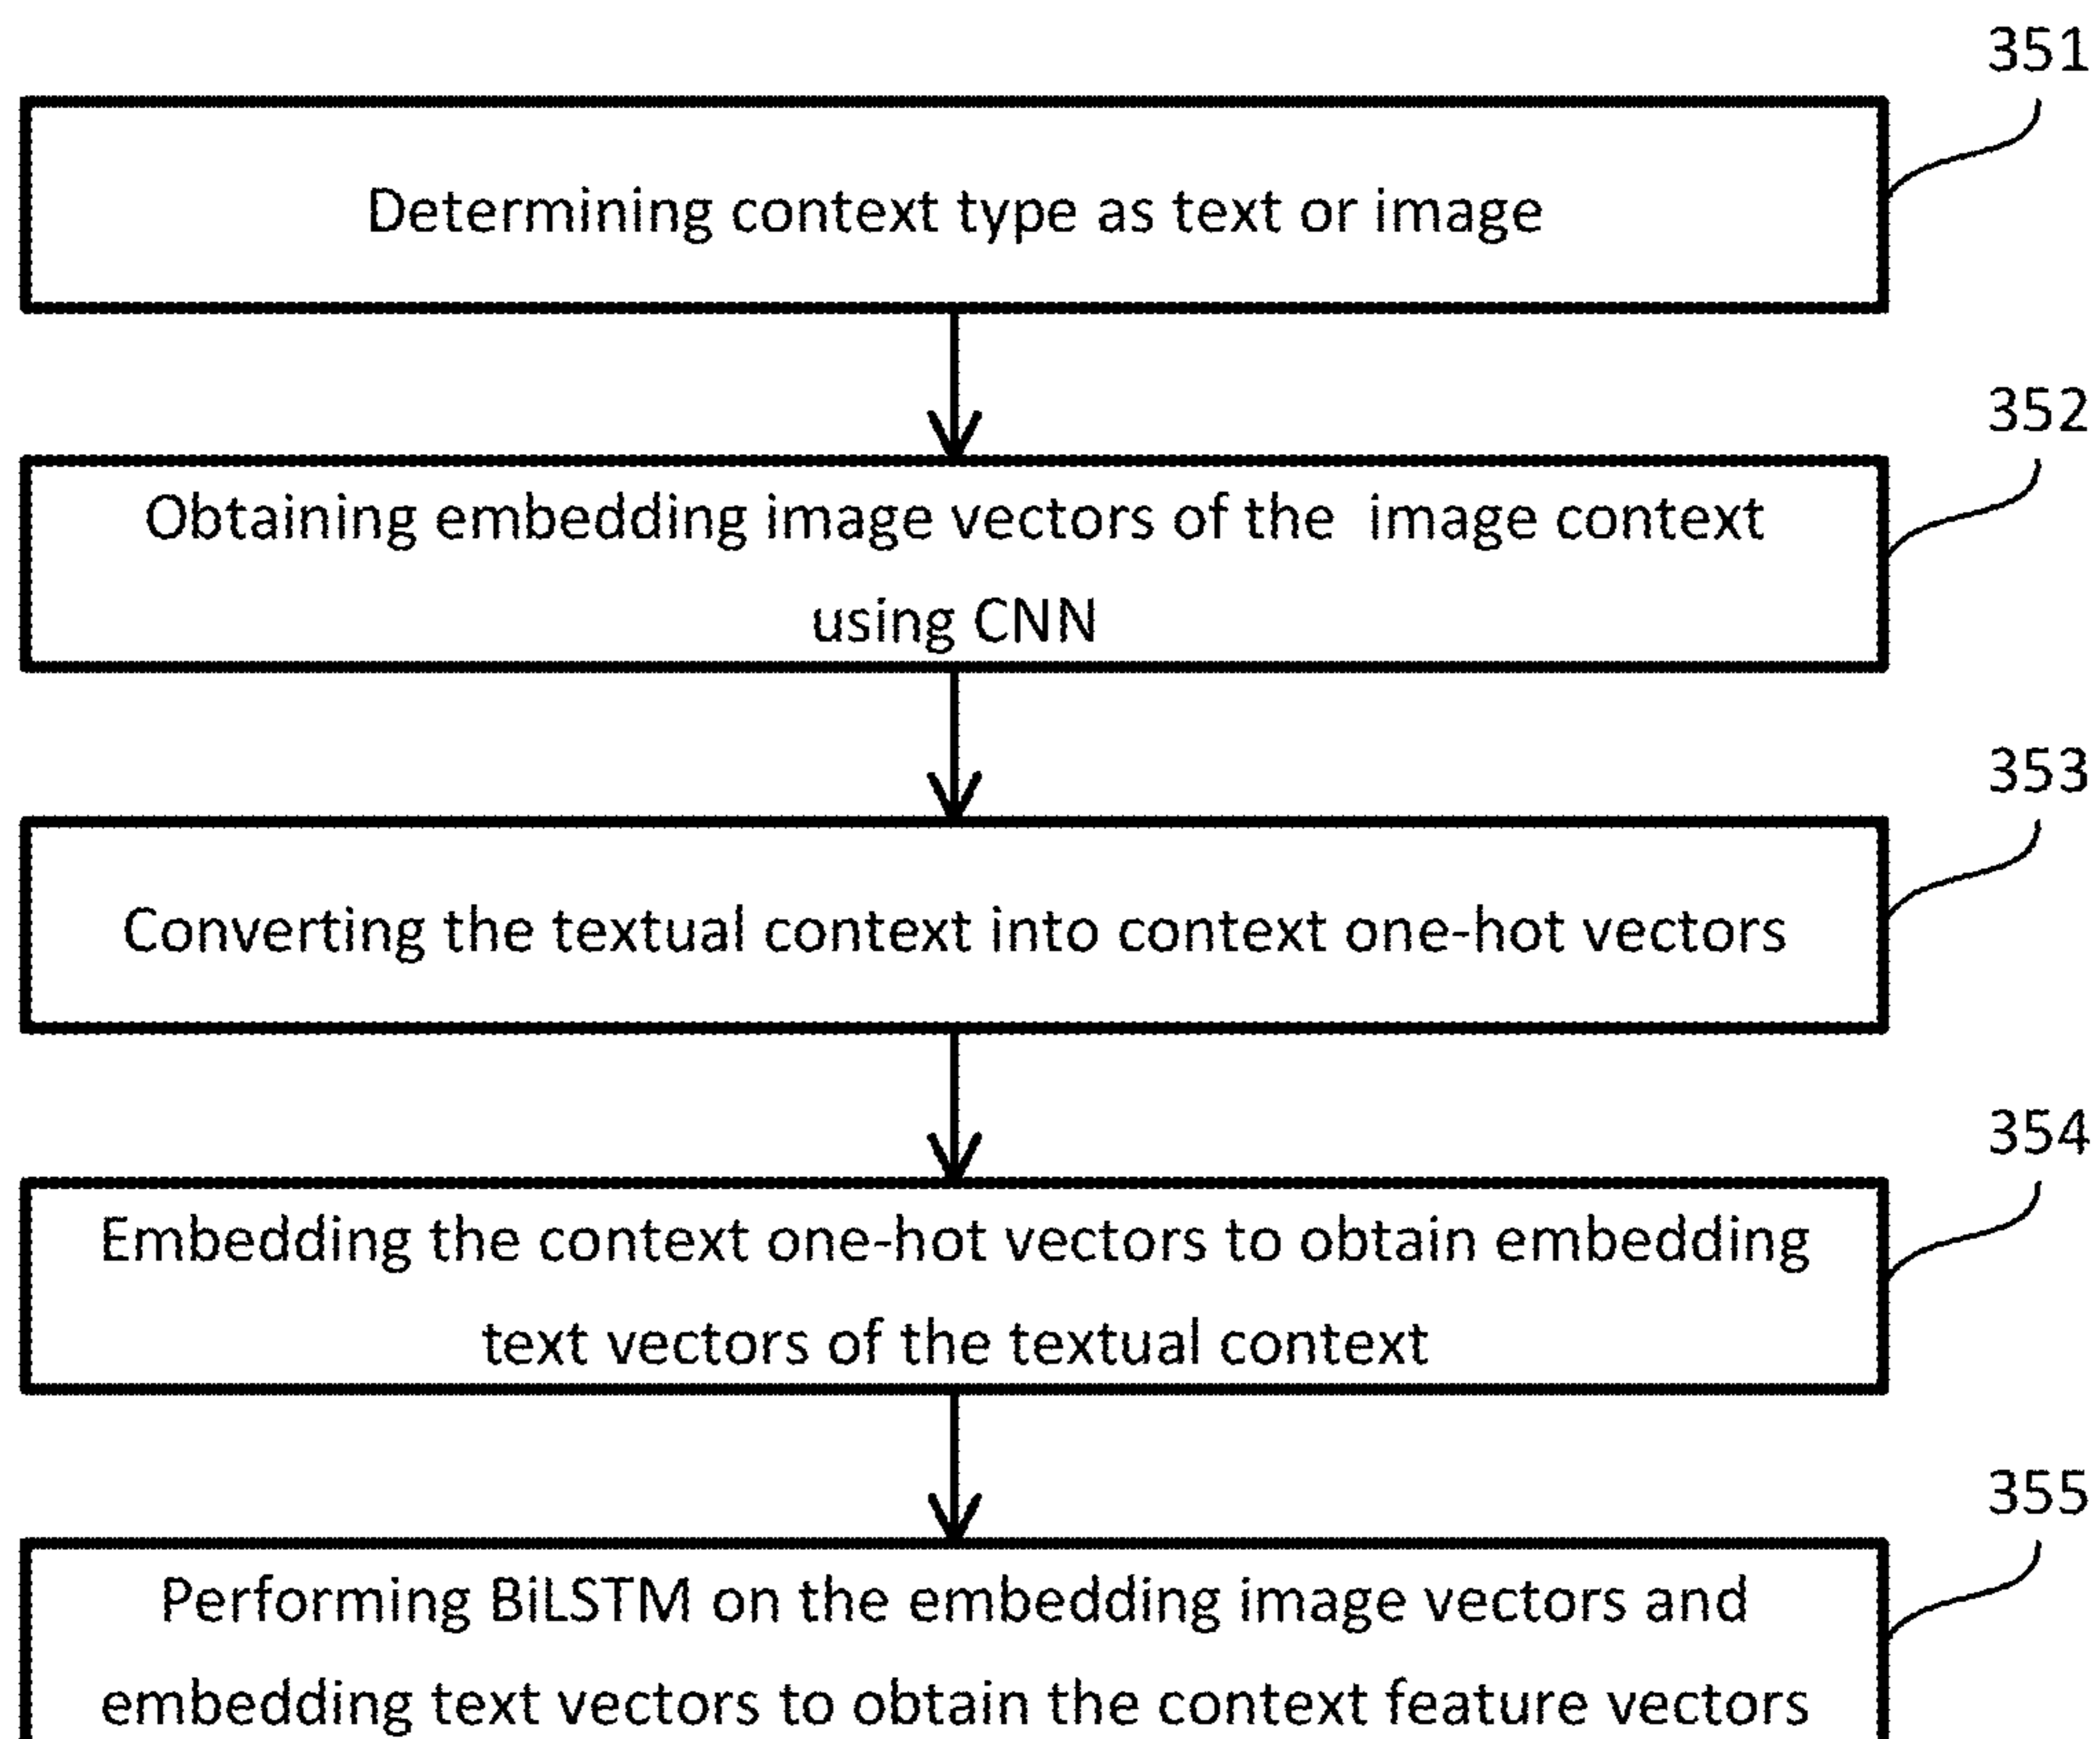 351
Determining context type as text or image
352
Obtaining embedding image vectors of the image context
using CNN
353
Converting the textual context into context one-hot vectors
354
Embedding the context one-hot vectors to obtain embedding
text vectors of the textual context
355
Performing BiLSTM on the embedding image vectors and
embedding text vectors to obtain the context feature vectors